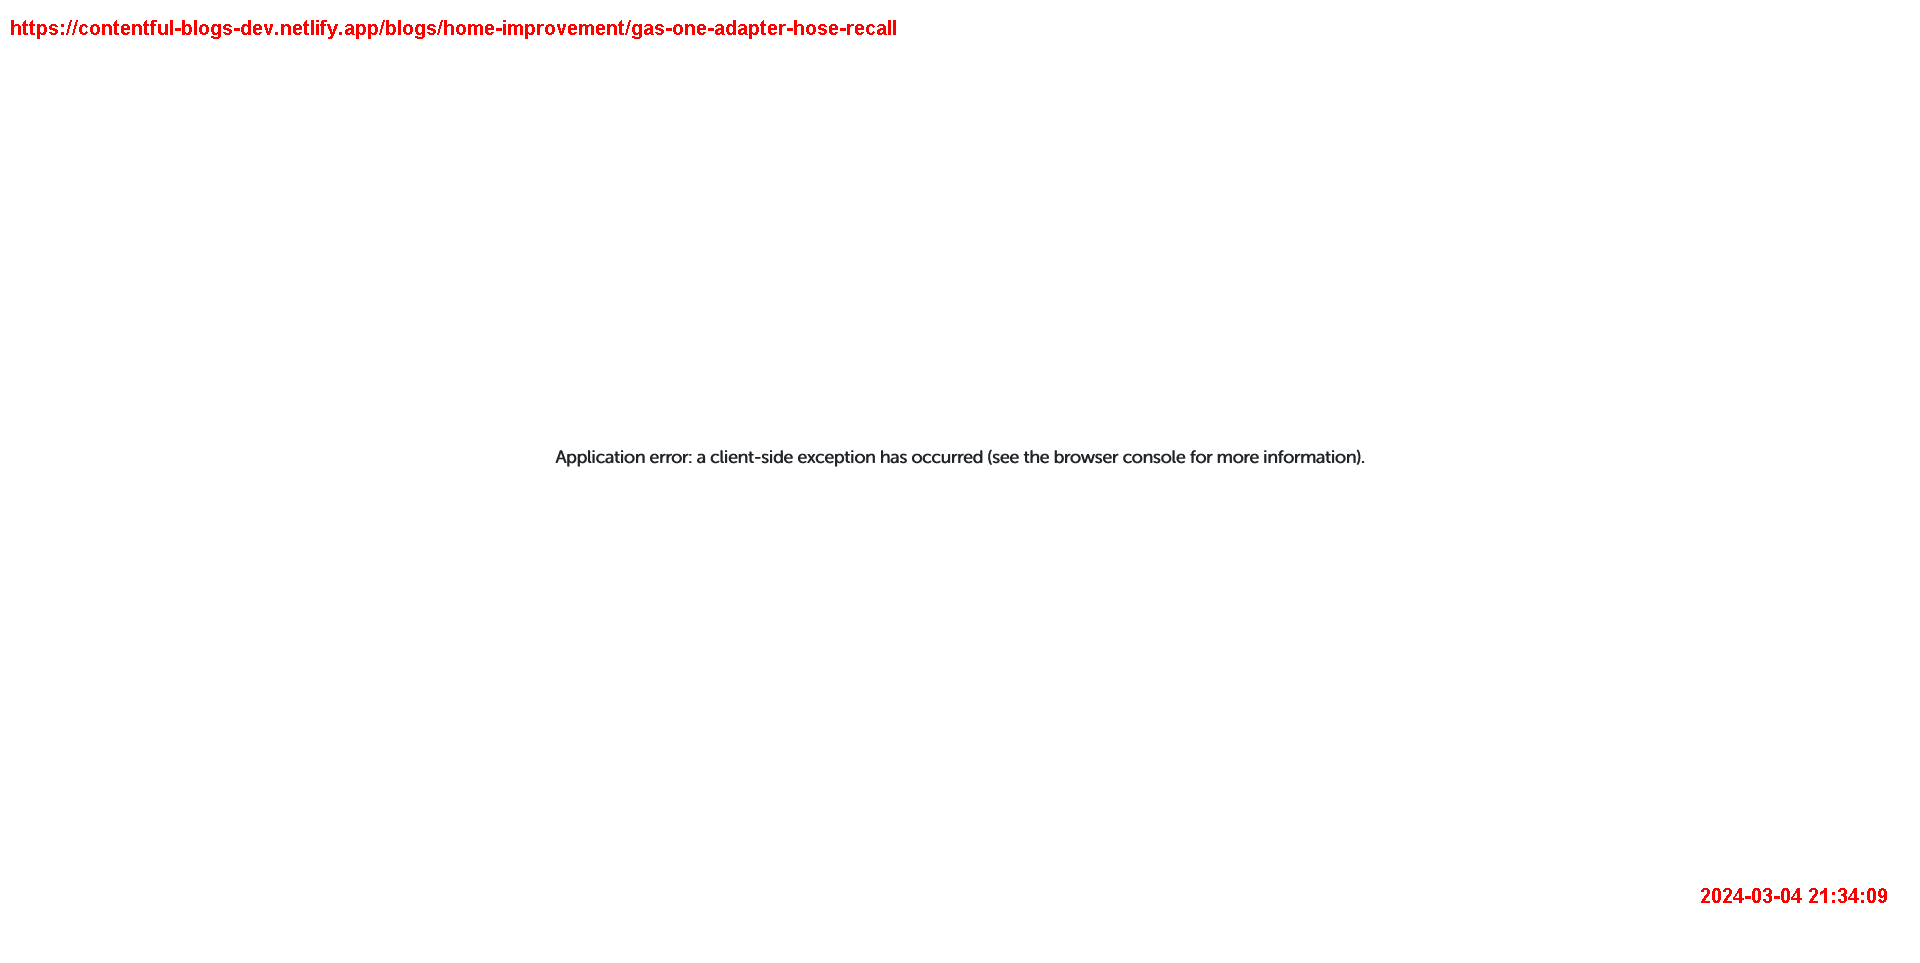 https://contentful-blogs-dev.netlify.app/blogs/home-improvement/gas-one-adapter-hose-recall
Application error: a client-side exception has occurred (see the browser console for more information).
2024-03-04 21:34:09